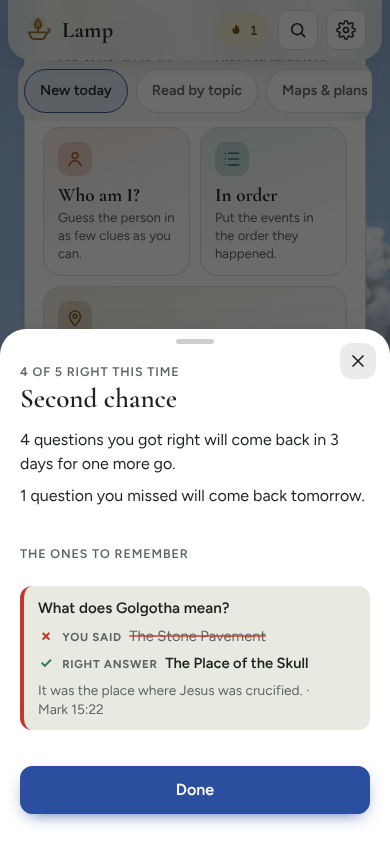 Lamp
1
New today
Read by topic
Maps & plans
Who am I?
Guess the person in
as few clues as you
can.
In order
Put the events in
the order they
happened.
4 OF 5 RIGHT THIS TIME
Second chance
4 questions you got right will come back in 3
days for one more go.
1 question you missed will come back tomorrow.
THE ONES TO REMEMBER
What does Golgotha mean?
YOU SAID The Stone Pavement
RIGHT ANSWER The Place of the Skull
It was the place where Jesus was crucified. ·
Mark 15:22
Done